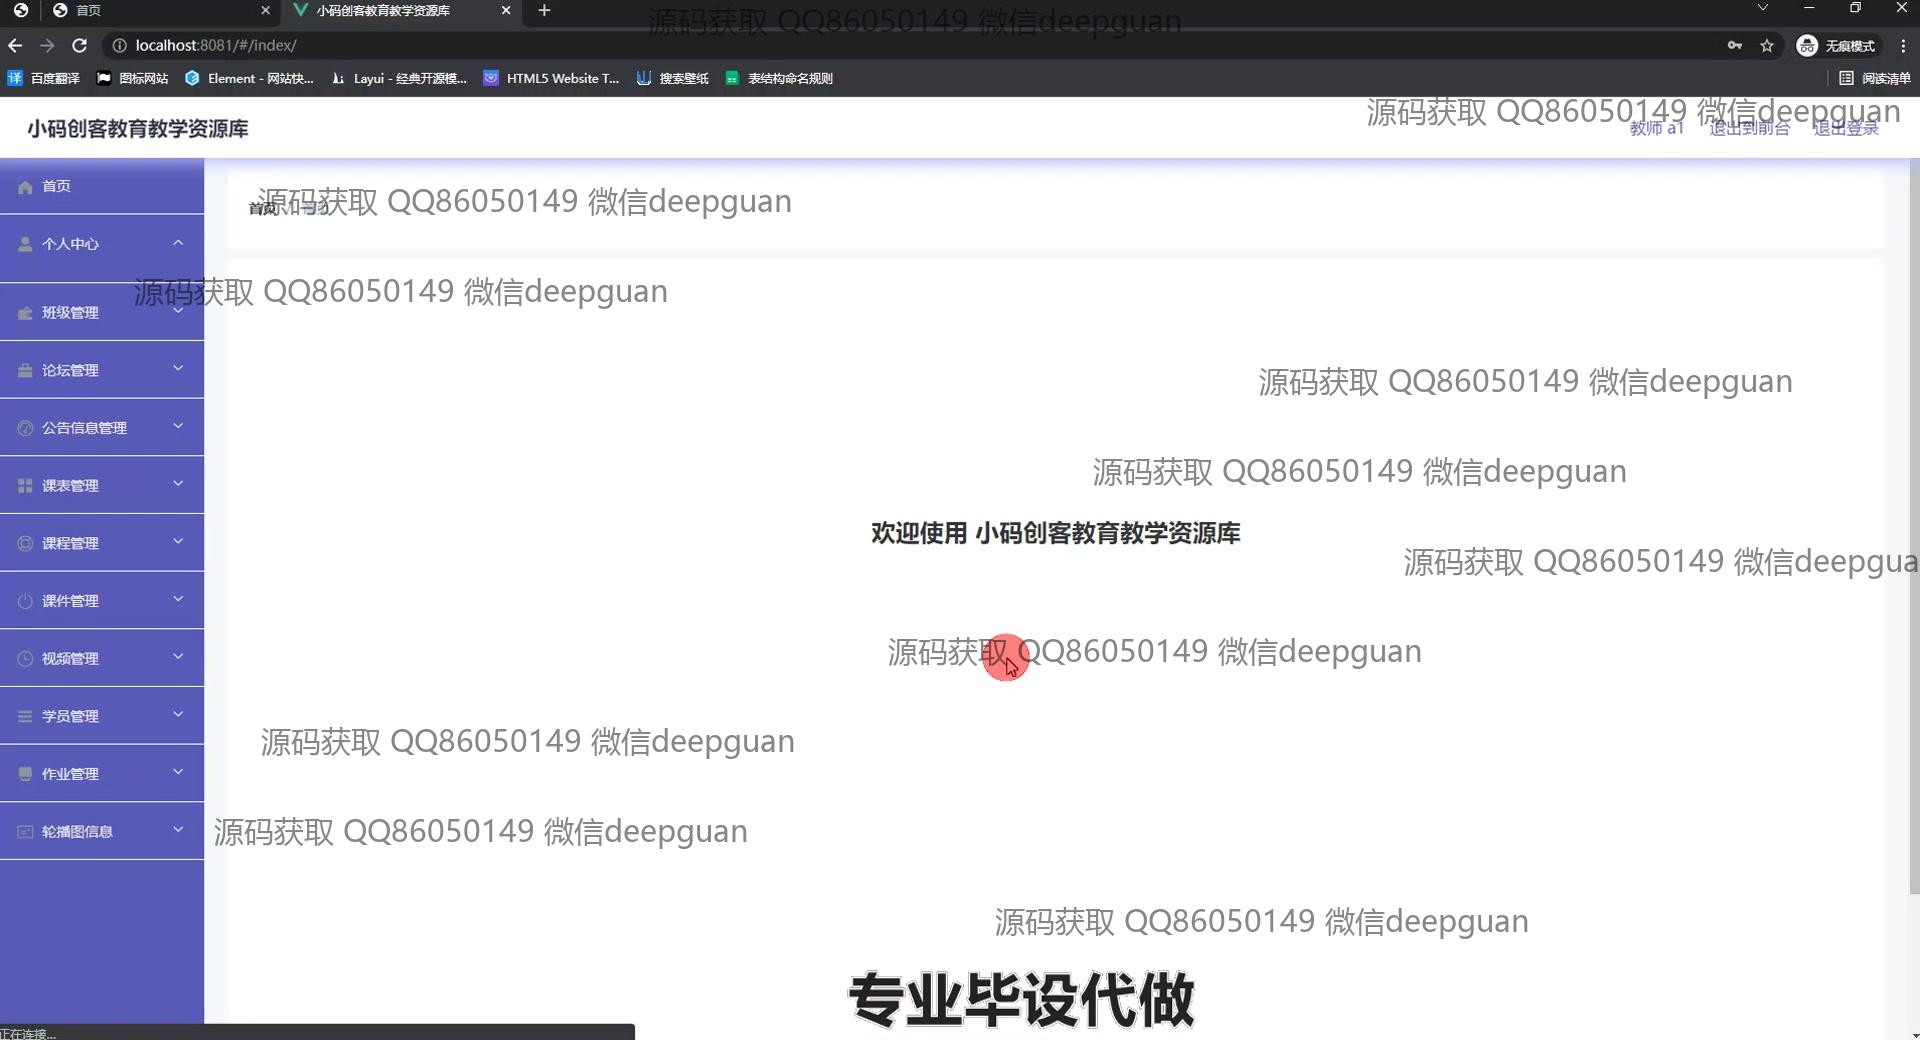 首页
小码创客教育教学资源库
源码获取 QQ86050149 微信deepguan
localhost:8081/#/index/
无痕模式
百度翻译
图标网站
Element - 网站快...
Layui - 经典开源模...
HTML5 Website T...
搜索壁纸
表结构命名规则
阅读清单
源码获取 QQ86050149 微信deepguan
小码创客教育教学资源库
教师 a1
退出到前台
退出登录
首页
源码获取 QQ86050149 微信deepguan
首页
个人中心
源码获取 QQ86050149 微信deepguan
班级管理
论坛管理
源码获取 QQ86050149 微信deepguan
公告信息管理
源码获取 QQ86050149 微信deepguan
课表管理
欢迎使用 小码创客教育教学资源库
课程管理
源码获取 QQ86050149 微信deepgua
课件管理
源码获取 QQ86050149 微信deepguan
视频管理
学员管理
源码获取 QQ86050149 微信deepguan
作业管理
轮播图信息
源码获取 QQ86050149 微信deepguan
源码获取 QQ86050149 微信deepguan
专业毕设代做
正在连接...